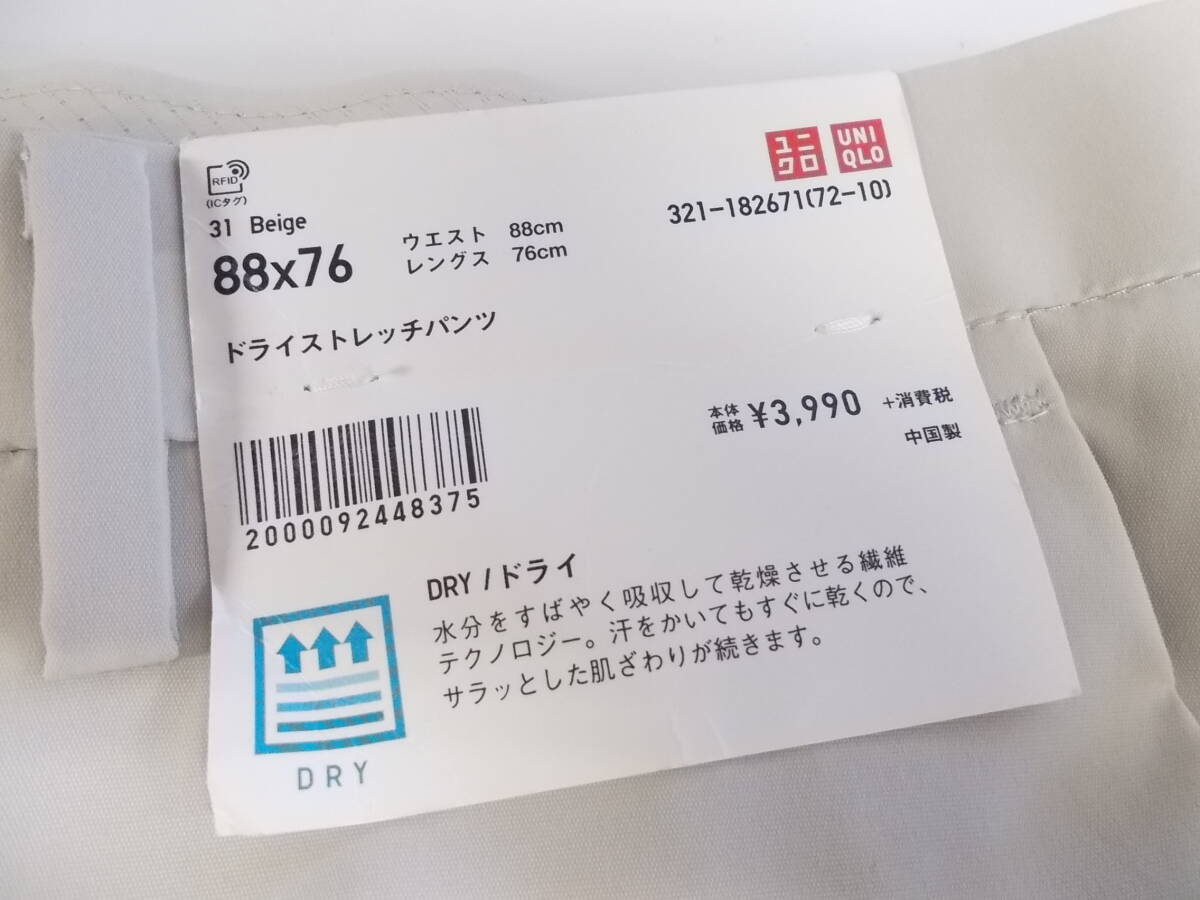 RFID
(ICタグ)
31 Beige
88x76
ウエスト 88cm
レングス 76cm
ユニクロ
UNIQLO
321-182671(72-10)
ドライストレッチパンツ
本体価格 ¥3,990 +消費税
中国製
2000092448375
DRY / ドライ
水分をすばやく吸収して乾燥させる繊維
テクノロジー。汗をかいてもすぐに乾くので、
サラッとした肌ざわりが続きます。
DRY